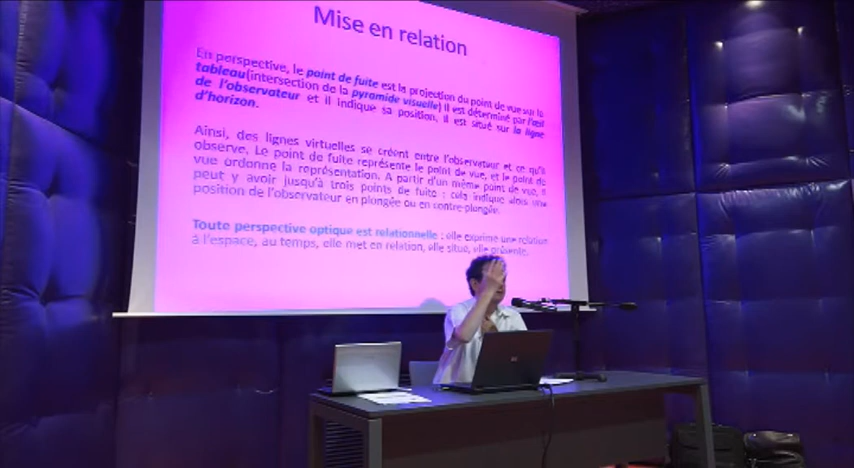 Mise en relation
En perspective, le point de fuite est la projection du point de vue sur le
tableau(intersection de la pyramide visuelle) il est déterminé par l'œil
de l'observateur et il indique sa position, il est situé sur la ligne
d'horizon.
Ainsi, des lignes virtuelles se créent entre l'observateur et ce qu'il
observe. Le point de fuite représente le point de vue, et le point de
vue ordonne la représentation. A partir d'un même point de vue, il
peut y avoir jusqu'à trois points de fuite : cela indique alors une
position de l'observateur en plongée ou en contre-plongée.
Toute perspective optique est relationnelle : elle exprime une relation
à l'espace, au temps, elle met en relation, elle situe, elle présente.
hp